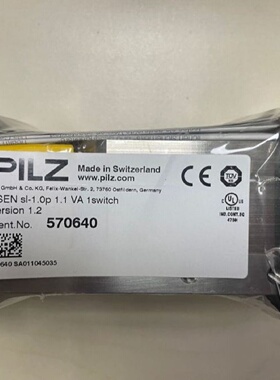 PILZ
Made in Switzerland
www.pilz.com
GmbH & Co. KG, Felix-Wankel-Str. 2, 73760 Ostfildern, Germany
SEN sl-1.0p 1.1 VA 1switch
ersion 1.2
ent.No. 570640
UL
LISTED
IND.CONT.EQ
640 SA011045035